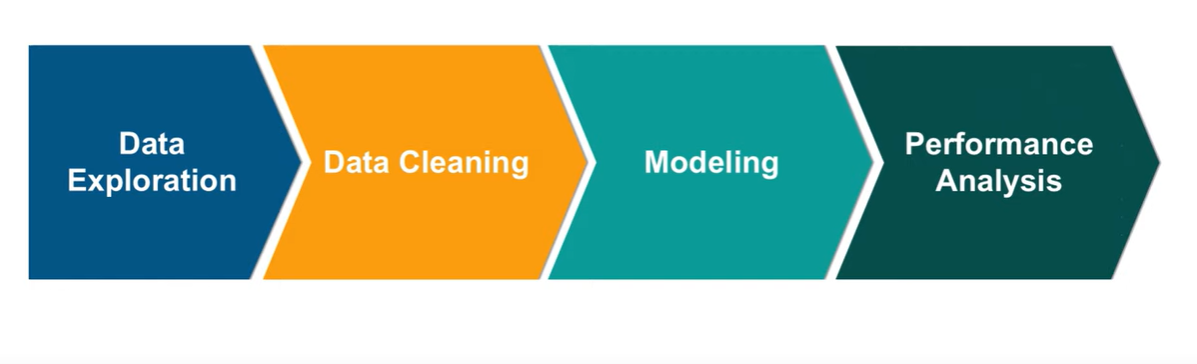 Data
Exploration
Data Cleaning
Modeling
Performance
Analysis